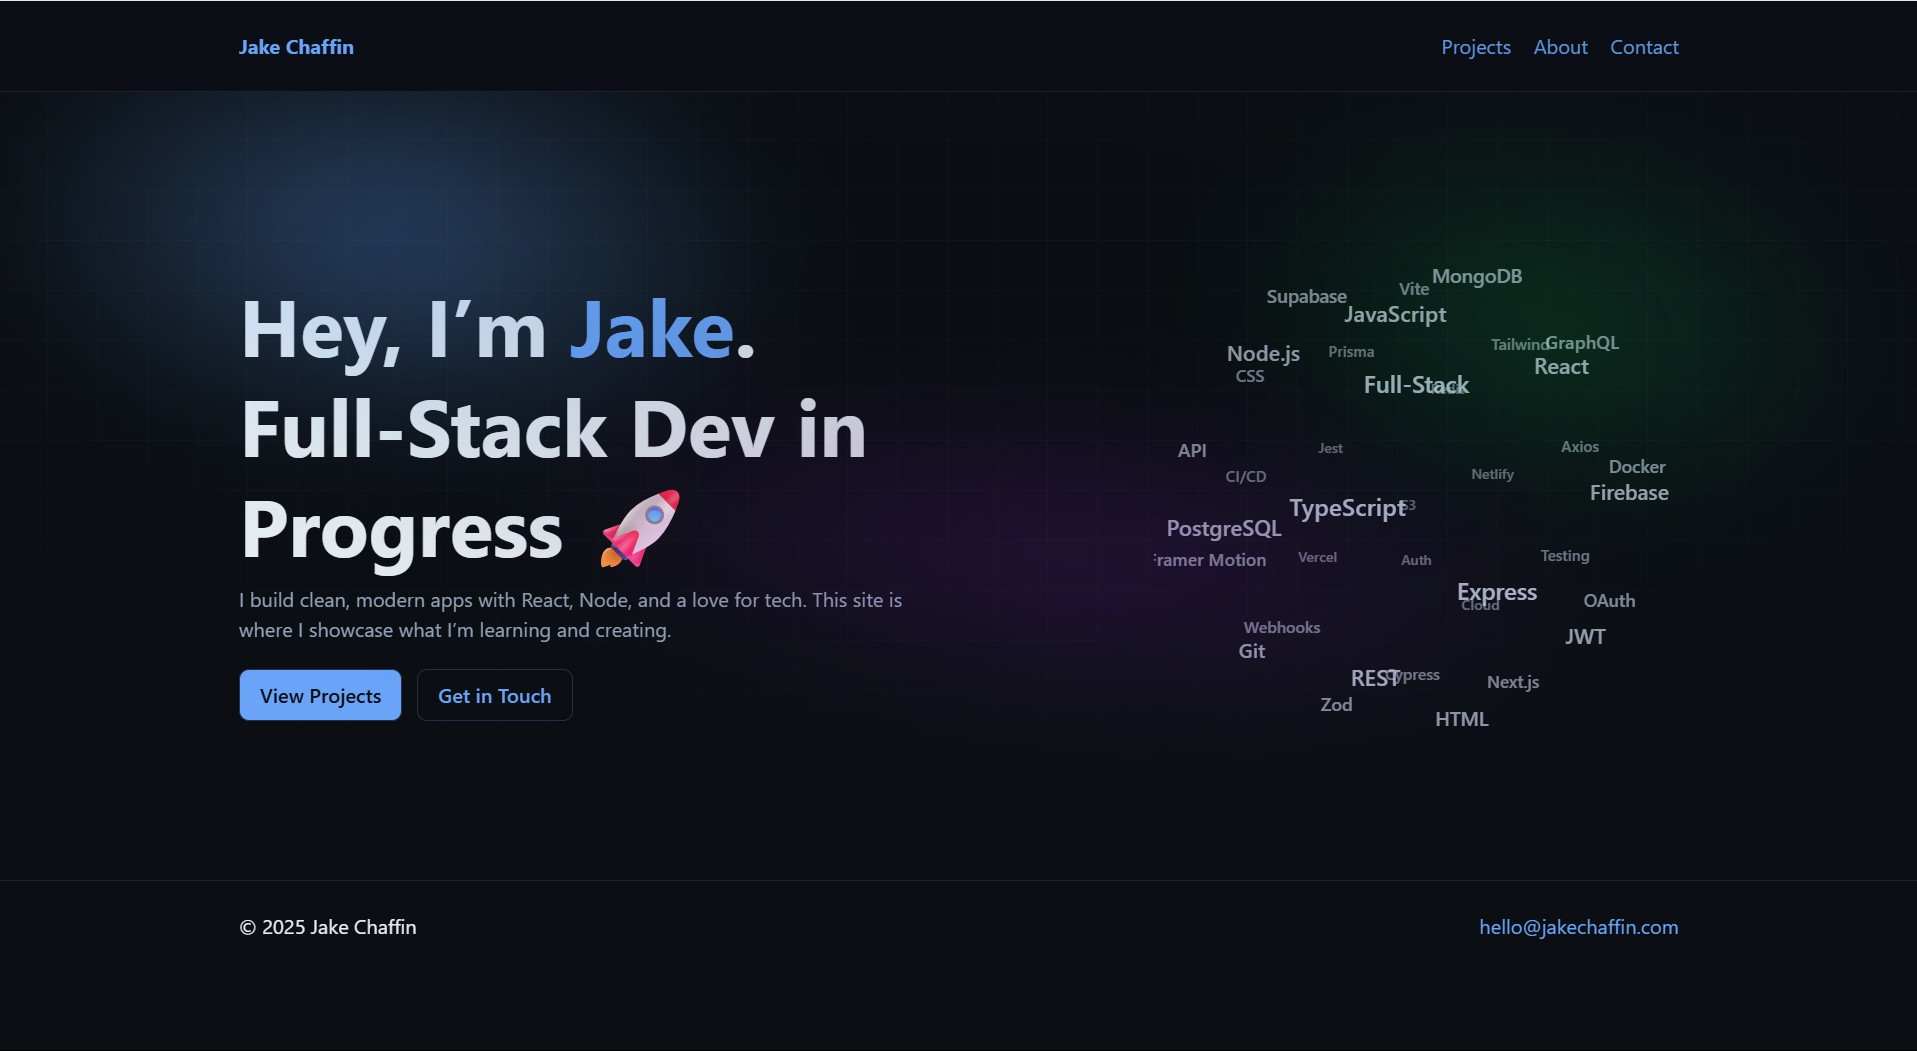 Jake Chaffin
Projects About Contact
Hey, I’m Jake.
Full-Stack Dev in
Progress 🚀
I build clean, modern apps with React, Node, and a love for tech. This site is
where I showcase what I’m learning and creating.
View Projects
Get in Touch
MongoDB
Vite
Supabase
JavaScript
Tailwind
GraphQL
Node.js
Prisma
React
CSS
Full-Stack
API
Jest
Axios
CI/CD
Netlify
Docker
Firebase
TypeScript
PostgreSQL
ramer Motion
Vercel
Auth
Testing
Express
Cloud
OAuth
Webhooks
JWT
Git
REST
Cypress
Next.js
Zod
HTML
© 2025 Jake Chaffin
hello@jakechaffin.com